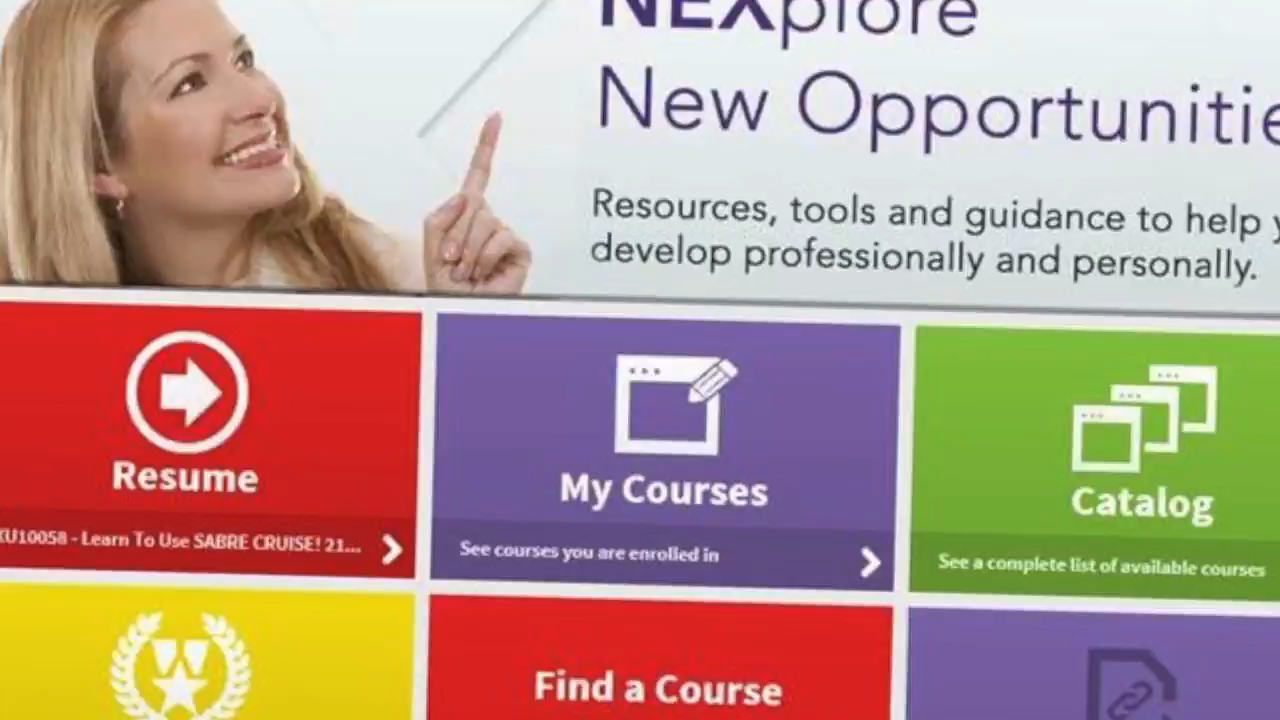 NEXplore
New Opportunitie
Resources, tools and guidance to help y
develop professionally and personally.
Resume
KU10058 - Learn To Use SABRE CRUISE! 21...
My Courses
See courses you are enrolled in
Catalog
See a complete list of available courses
Find a Course